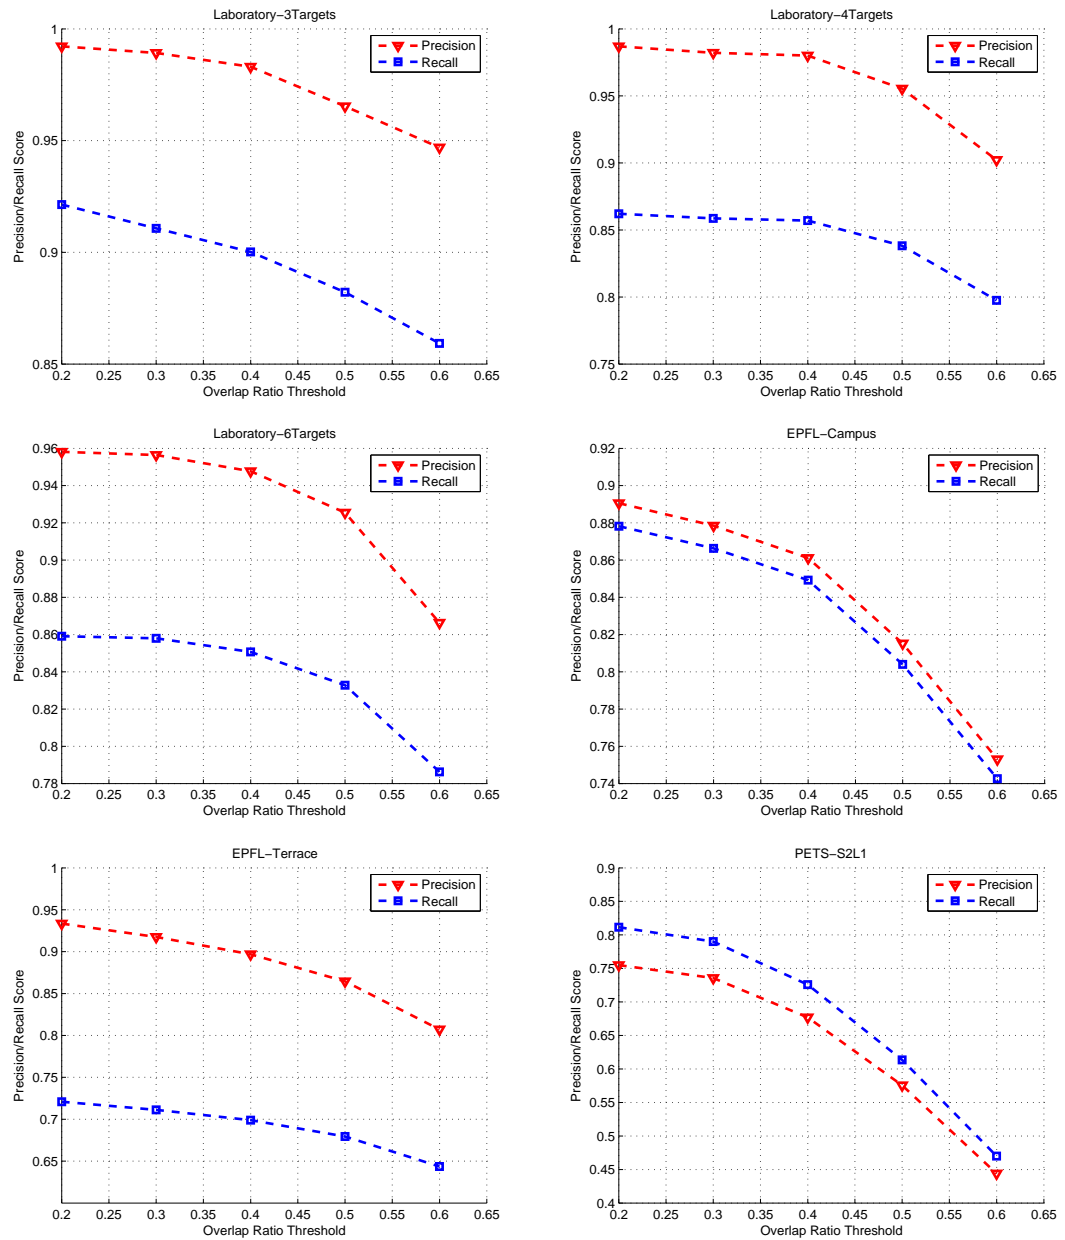 Laboratory−3Targets
Precision
Recall
Precision/Recall Score
1
0.95
0.9
0.85
0.2 0.25 0.3 0.35 0.4 0.45 0.5 0.55 0.6 0.65
Overlap Ratio Threshold
Laboratory−4Targets
Precision
Recall
Precision/Recall Score
1
0.95
0.9
0.85
0.8
0.75
0.2 0.25 0.3 0.35 0.4 0.45 0.5 0.55 0.6 0.65
Overlap Ratio Threshold
Laboratory−6Targets
Precision
Recall
Precision/Recall Score
0.96
0.94
0.92
0.9
0.88
0.86
0.84
0.82
0.8
0.78
0.2 0.25 0.3 0.35 0.4 0.45 0.5 0.55 0.6 0.65
Overlap Ratio Threshold
EPFL−Campus
Precision
Recall
Precision/Recall Score
0.92
0.9
0.88
0.86
0.84
0.82
0.8
0.78
0.76
0.74
0.2 0.25 0.3 0.35 0.4 0.45 0.5 0.55 0.6 0.65
Overlap Ratio Threshold
EPFL−Terrace
Precision
Recall
Precision/Recall Score
1
0.95
0.9
0.85
0.8
0.75
0.7
0.65
0.2 0.25 0.3 0.35 0.4 0.45 0.5 0.55 0.6 0.65
Overlap Ratio Threshold
PETS−S2L1
Precision
Recall
Precision/Recall Score
0.9
0.85
0.8
0.75
0.7
0.65
0.6
0.55
0.5
0.45
0.4
0.2 0.25 0.3 0.35 0.4 0.45 0.5 0.55 0.6 0.65
Overlap Ratio Threshold